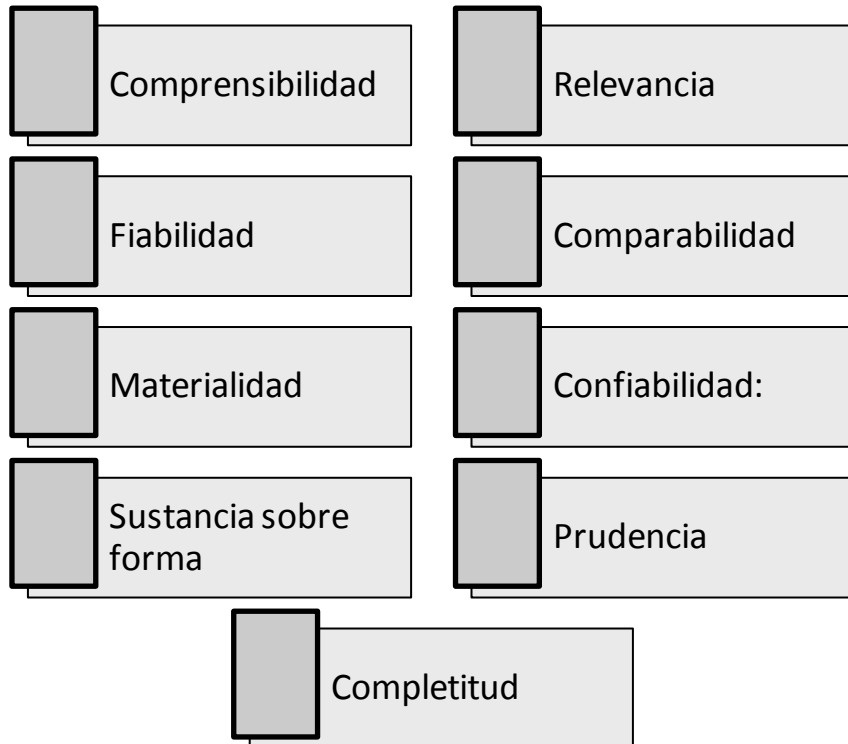 Comprensibilidad
Relevancia
Fiabilidad
Comparabilidad
Materialidad
Confiabilidad:
Sustancia sobre
forma
Prudencia
Completitud